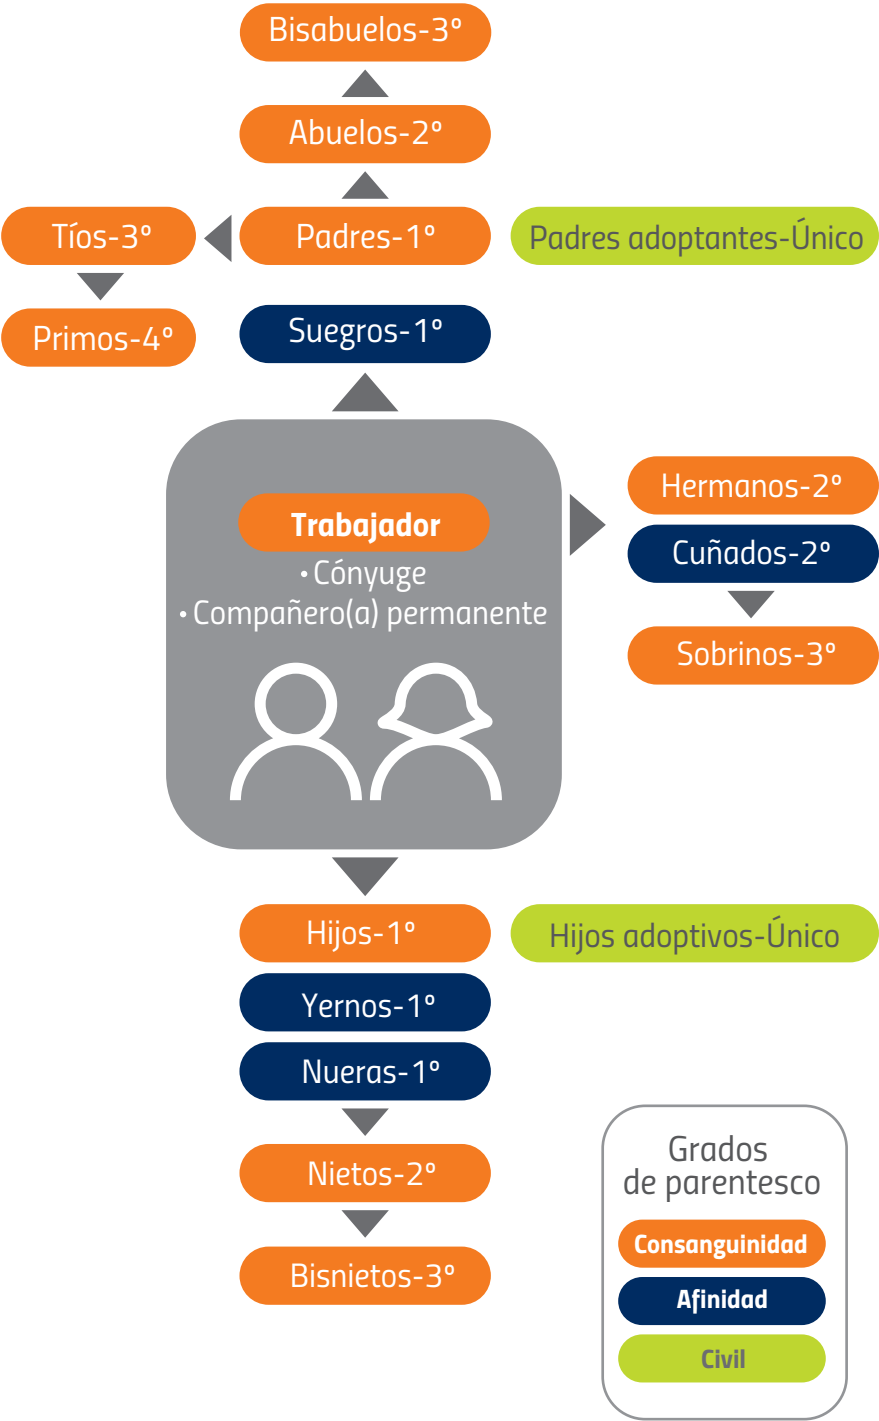 Bisabuelos-3º
Abuelos-2º
Tíos-3º
Padres-1º
Padres adoptantes-Único
Primos-4º
Suegros-1º
Trabajador
• Cónyuge
• Compañero(a) permanente
Hermanos-2º
Cuñados-2º
Sobrinos-3º
Hijos-1º
Hijos adoptivos-Único
Yernos-1º
Nueras-1º
Nietos-2º
Bisnietos-3º
Grados
de parentesco
Consanguinidad
Afinidad
Civil